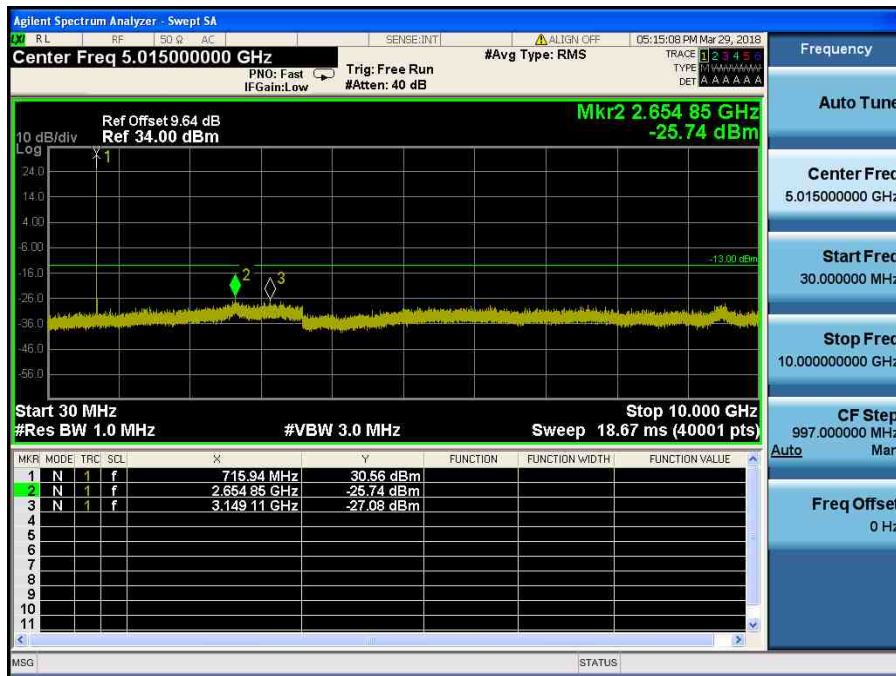 Agilent Spectrum Analyzer - Swept SA
LXI RL RF 50 Ω AC SENSE:INT ALIGN OFF 05:15:08 PM Mar 29, 2018
Center Freq 5.015000000 GHz
PNO: Fast
IFGain:Low
Trig: Free Run
#Atten: 40 dB
#Avg Type: RMS
TRACE 1 2 3 4 5 6
TYPE M W W W W W
DET A A A A A A
Ref Offset 9.64 dB
10 dB/div Ref 34.00 dBm
Log
Mkr2 2.654 85 GHz
-25.74 dBm
1
24.0
14.0
4.00
-6.00
-13.00 dBm
-16.0
2
3
-26.0
-36.0
-46.0
-56.0
Start 30 MHz Stop 10.000 GHz
#Res BW 1.0 MHz #VBW 3.0 MHz Sweep 18.67 ms (40001 pts)
MKR MODE TRC SCL X Y FUNCTION FUNCTION WIDTH FUNCTION VALUE
1 N 1 f 715.94 MHz 30.56 dBm
2 N 1 f 2.654 85 GHz -25.74 dBm
3 N 1 f 3.149 11 GHz -27.08 dBm
4
5
6
7
8
9
10
11
MSG STATUS
Frequency
Auto Tune
Center Freq
5.015000000 GHz
Start Freq
30.000000 MHz
Stop Freq
10.000000000 GHz
CF Step
997.000000 MHz
Auto Man
Freq Offset
0 Hz